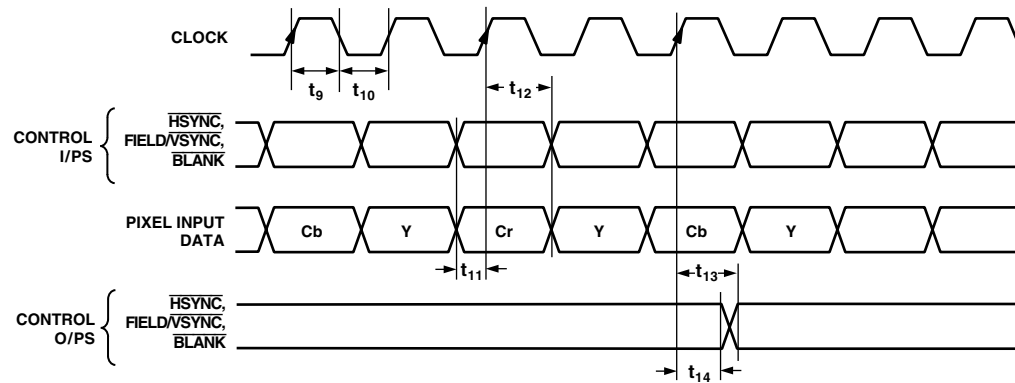 CLOCK
t9 t10 t12
CONTROL
I/PS
HSYNC,
FIELD/VSYNC,
BLANK
PIXEL INPUT
DATA
Cb Y Cr Y Cb Y
t11 t13
CONTROL
O/PS
HSYNC,
FIELD/VSYNC,
BLANK
t14